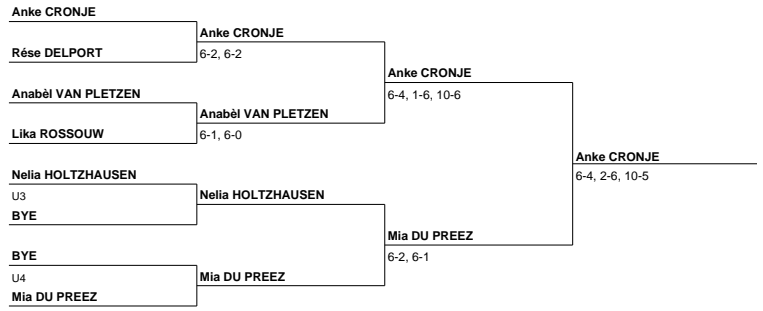 Anke CRONJE
Anke CRONJE
Rése DELPORT
6-2, 6-2
Anke CRONJE
Anabèl VAN PLETZEN
6-4, 1-6, 10-6
Anabèl VAN PLETZEN
Lika ROSSOUW
6-1, 6-0
Anke CRONJE
Nelia HOLTZHAUSEN
6-4, 2-6, 10-5
U3
Nelia HOLTZHAUSEN
BYE
Mia DU PREEZ
BYE
6-2, 6-1
U4
Mia DU PREEZ
Mia DU PREEZ